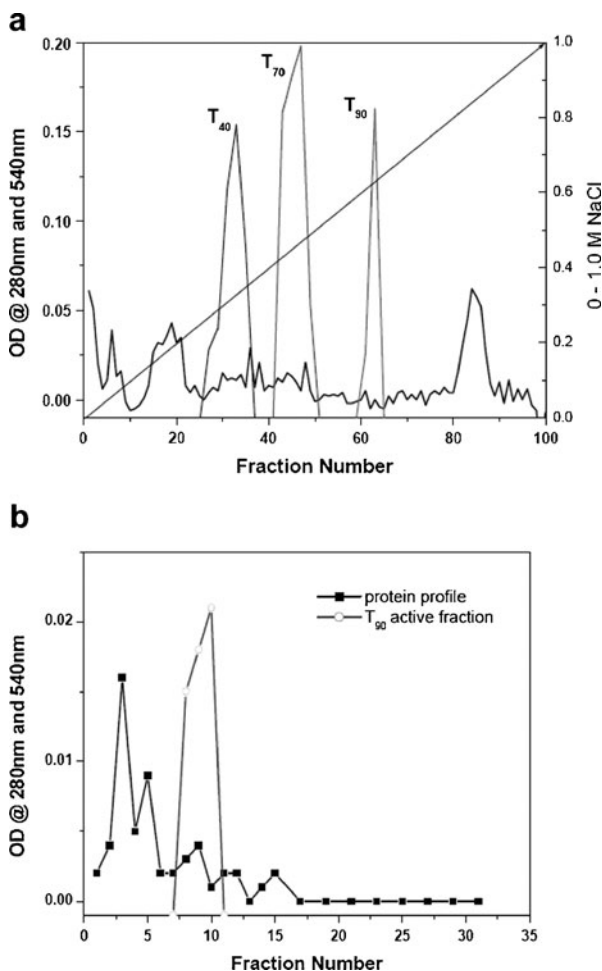 a
0.20
0.15
0.10
0.05
0.00
OD @ 280nm and 540nm
T40
T70
T90
1.0
0.8
0.6
0.4
0.2
0.0
0 - 1.0 M NaCl
0 20 40 60 80 100
Fraction Number
b
0.02
0.01
0.00
OD @ 280nm and 540nm
protein profile
T90 active fraction
0 5 10 15 20 25 30 35
Fraction Number